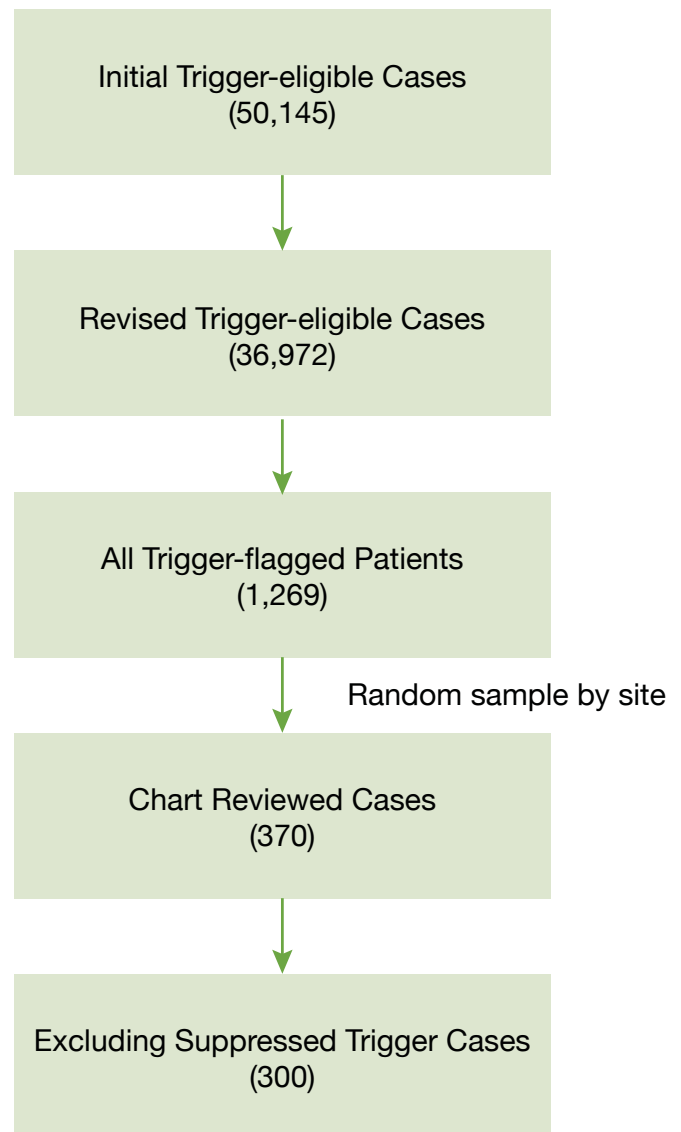 Initial Trigger-eligible Cases
(50,145)
Revised Trigger-eligible Cases
(36,972)
All Trigger-flagged Patients
(1,269)
Random sample by site
Chart Reviewed Cases
(370)
Excluding Suppressed Trigger Cases
(300)